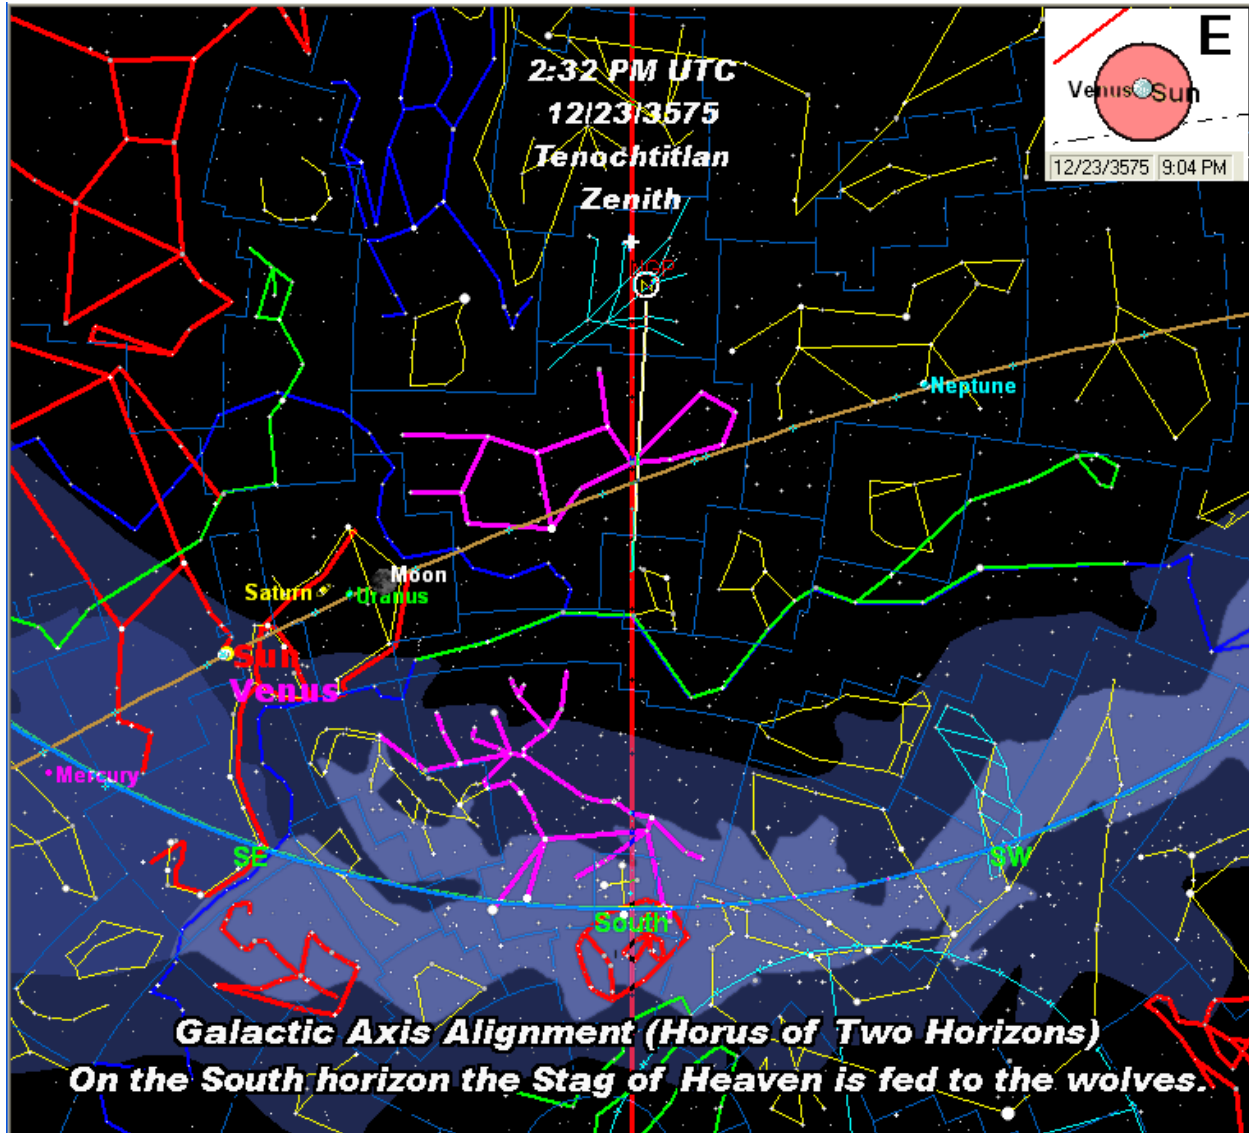 E
Venus Sun
12/23/3575 9:04 PM
2:32 PM UTC
12/23/3575
Tenochtitlan
Zenith
NGP
Neptune
Moon
Saturn
Uranus
Sun
Venus
Mercury
SE
SW
South
Galactic Axis Alignment (Horus of Two Horizons)
On the South horizon the Stag of Heaven is fed to the wolves.